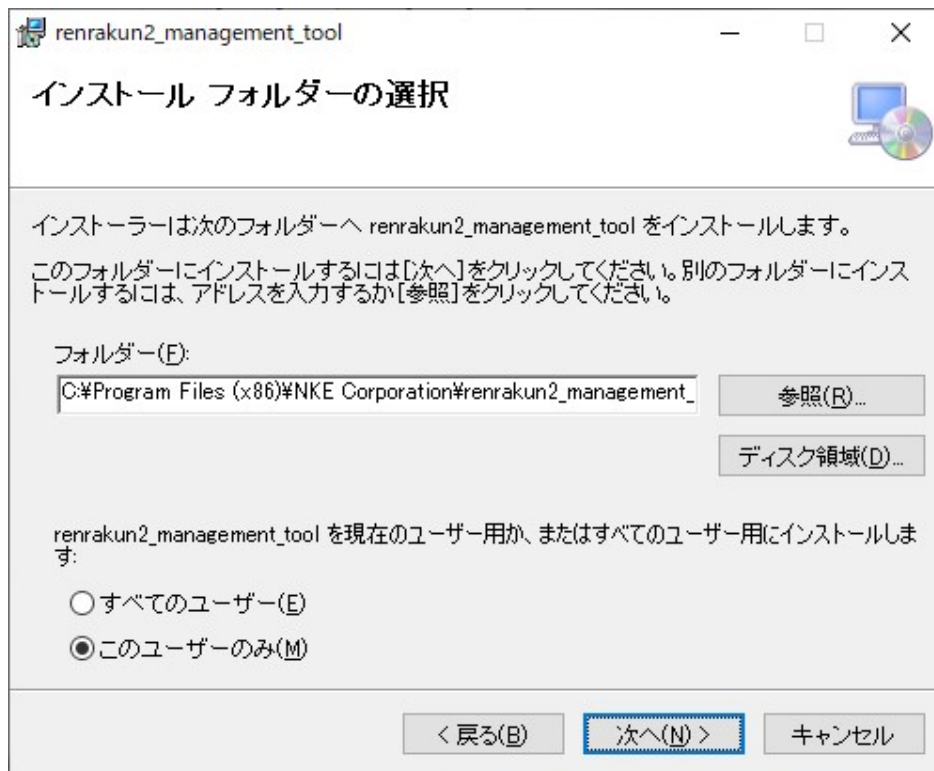 renrakun2_management_tool
インストール フォルダーの選択
インストーラーは次のフォルダーへ renrakun2_management_tool をインストールします。
このフォルダーにインストールするには[次へ]をクリックしてください。別のフォルダーにインス
トールするには、アドレスを入力するか[参照]をクリックしてください。
フォルダー(F):
C:¥Program Files (x86)¥NKE Corporation¥renrakun2_management_
参照(R)...
ディスク領域(D)...
renrakun2_management_tool を現在のユーザー用か、またはすべてのユーザー用にインストールしま
す:
すべてのユーザー(E)
このユーザーのみ(M)
< 戻る(B)
次へ(N) >
キャンセル